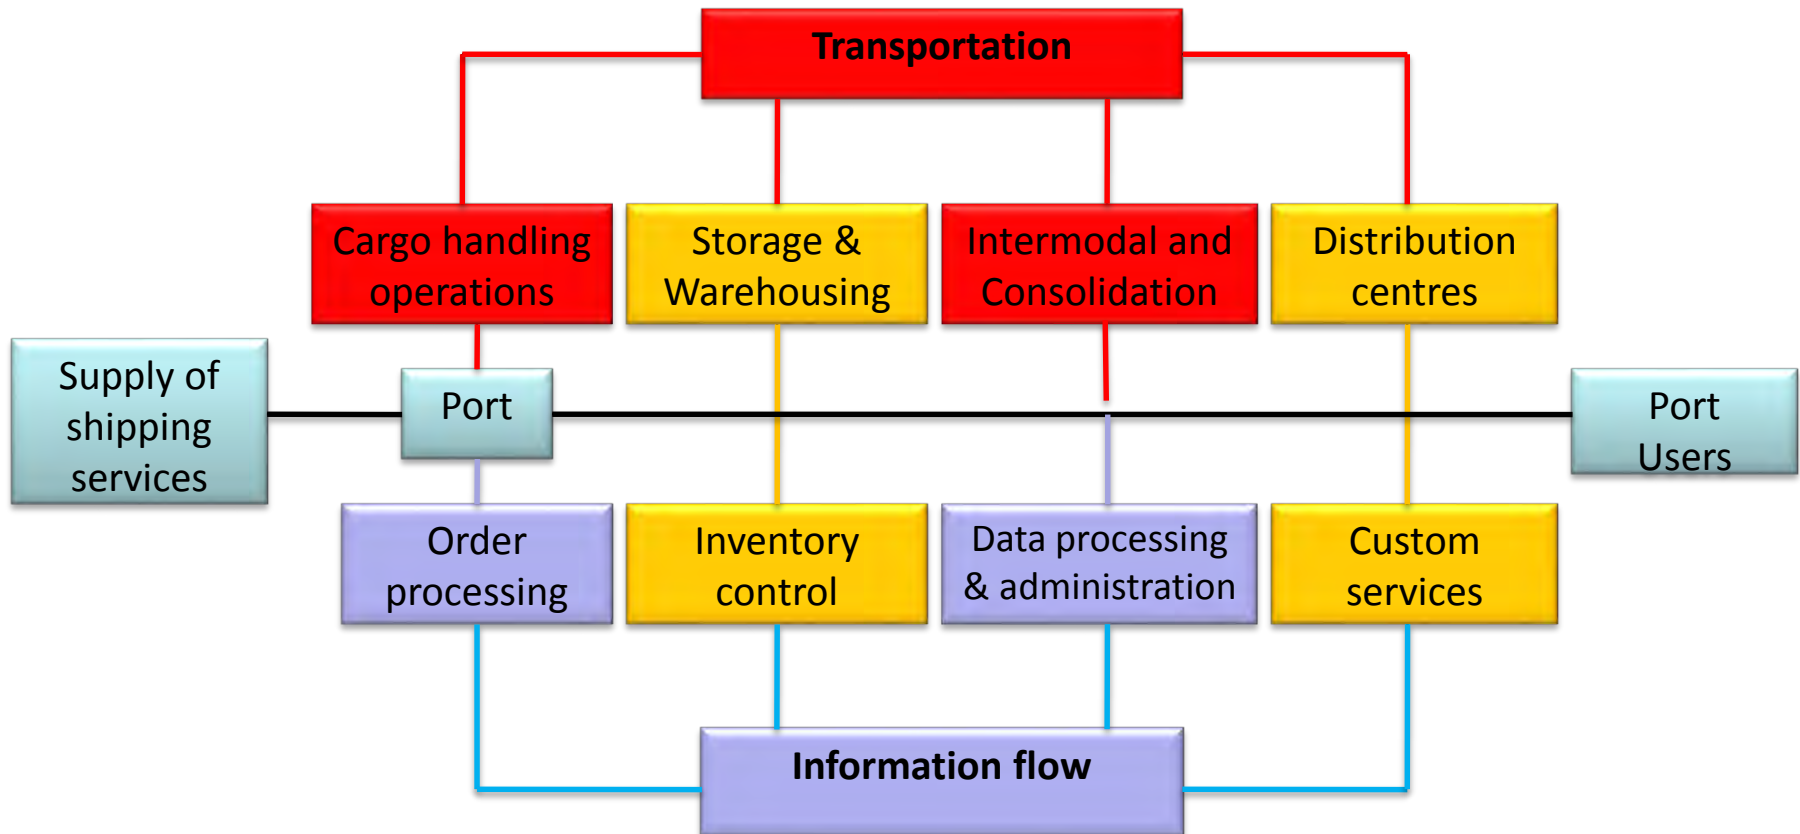 Transportation
Cargo handling
operations
Storage &
Warehousing
Intermodal and
Consolidation
Distribution
centres
Supply of
shipping
services
Port
Port
Users
Order
processing
Inventory
control
Data processing
& administration
Custom
services
Information flow